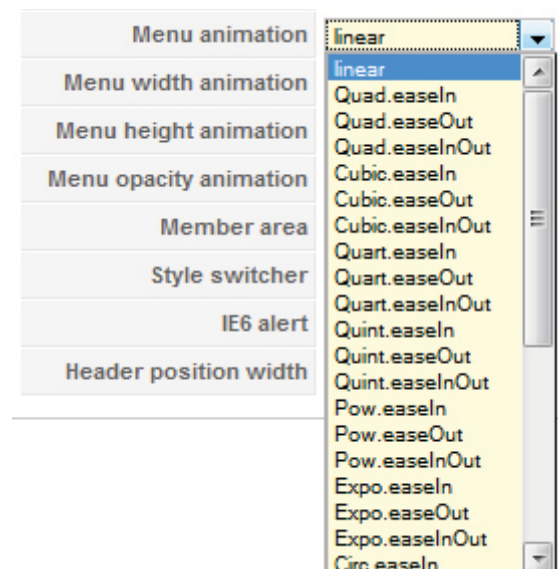 Menu animation
Menu width animation
Menu height animation
Menu opacity animation
Member area
Style switcher
IE6 alert
Header position width
linear
linear
Quad.easeIn
Quad.easeOut
Quad.easeInOut
Cubic.easeIn
Cubic.easeOut
Cubic.easeInOut
Quart.easeIn
Quart.easeOut
Quart.easeInOut
Quint.easeIn
Quint.easeOut
Quint.easeInOut
Pow.easeIn
Pow.easeOut
Pow.easeInOut
Expo.easeIn
Expo.easeOut
Expo.easeInOut
Circ.easeIn